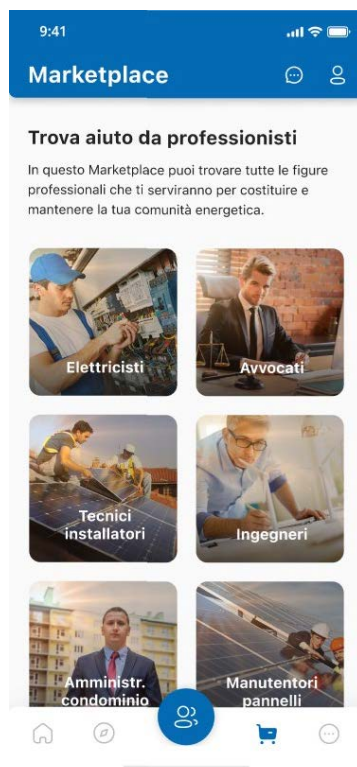 9:41
Marketplace
Trova aiuto da professionisti
In questo Marketplace puoi trovare tutte le figure
professionali che ti serviranno per costituire e
mantenere la tua comunità energetica.
Elettricisti
Avvocati
Tecnici
installatori
Ingegneri
Amministr.
condominio
Manutentori
pannelli